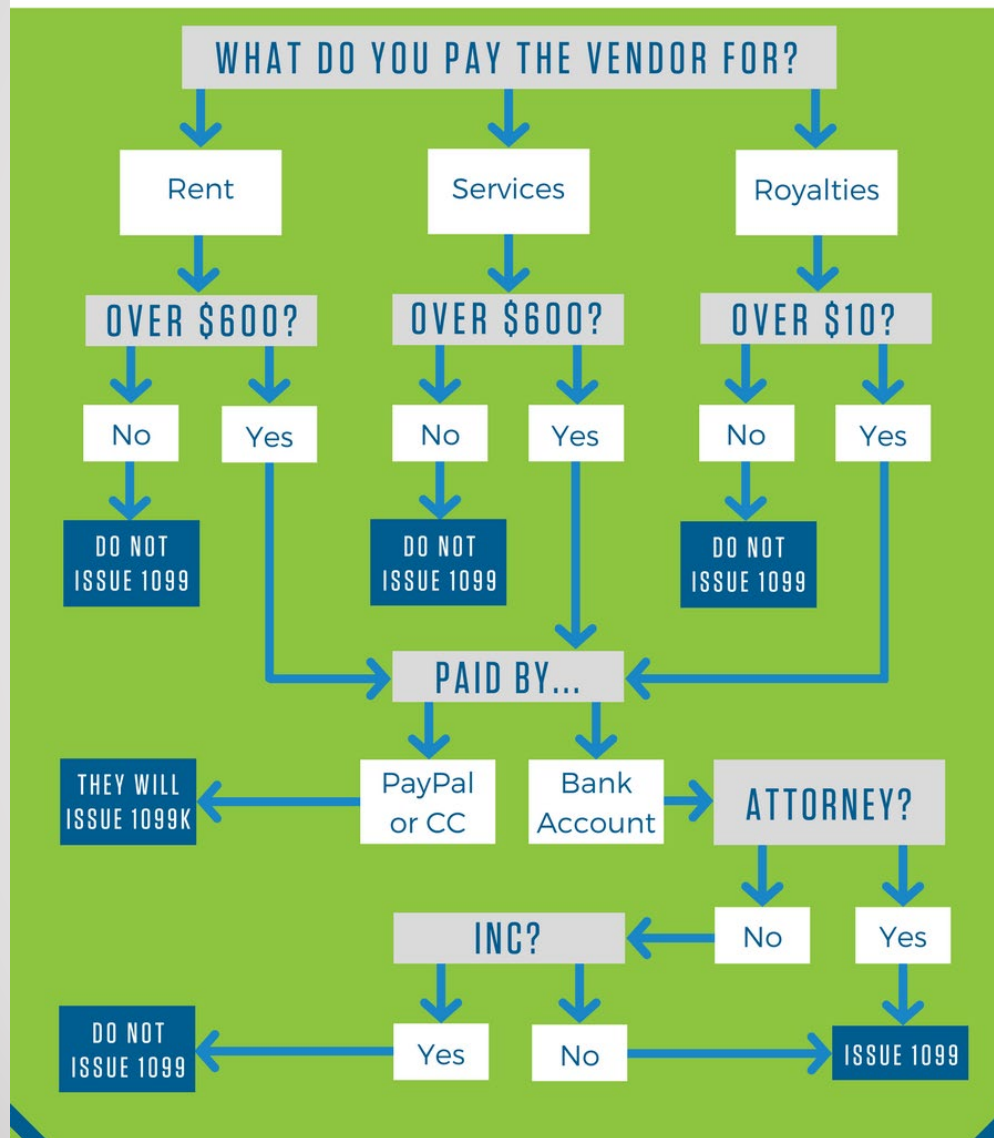 WHAT DO YOU PAY THE VENDOR FOR?
Rent
Services
Royalties
OVER $600?
OVER $600?
OVER $10?
No
Yes
No
Yes
No
Yes
DO NOT
ISSUE 1099
DO NOT
ISSUE 1099
DO NOT
ISSUE 1099
PAID BY...
THEY WILL
ISSUE 1099K
PayPal
or CC
Bank
Account
ATTORNEY?
INC?
No
Yes
DO NOT
ISSUE 1099
Yes
No
ISSUE 1099